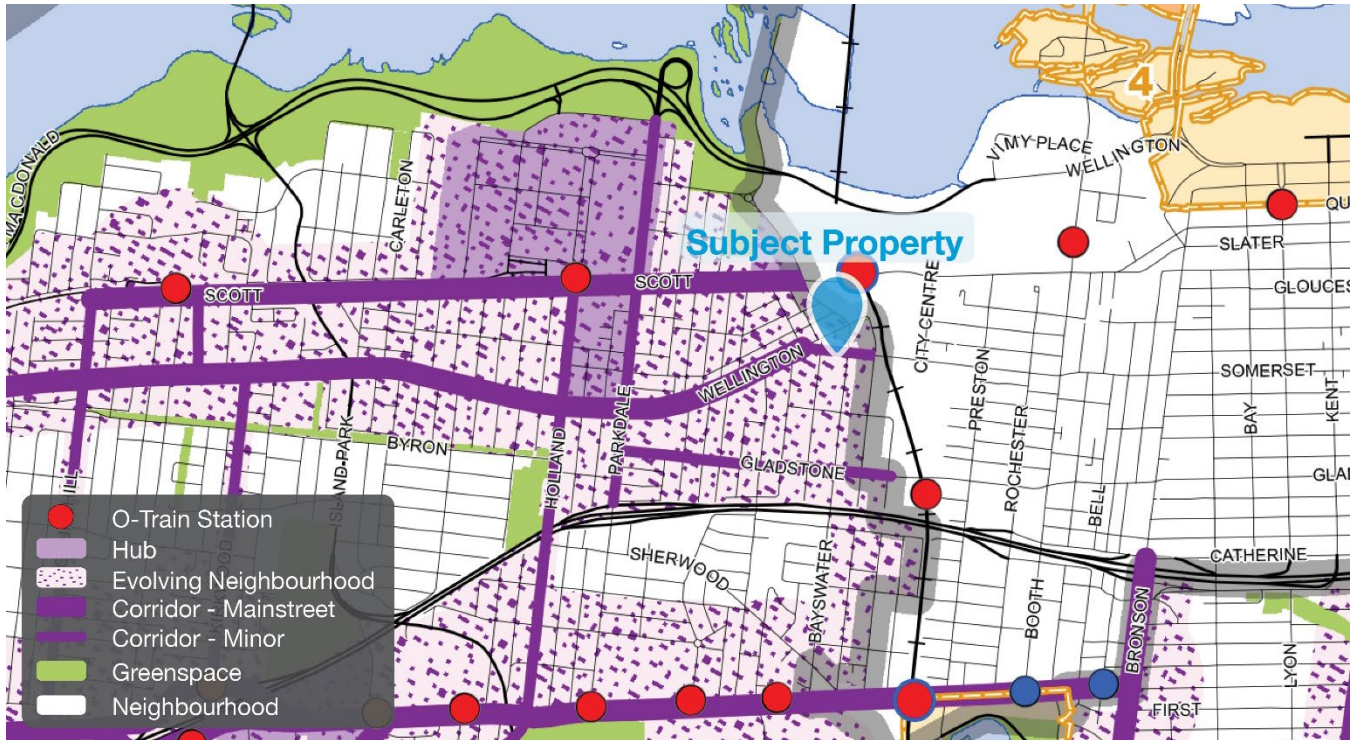 MACDONALD
CARLETON
4
VIMY PLACE
WELLINGTON
QU
SLATER
Subject Property
SCOTT
SCOTT
CITY CENTRE
GLOUCES
WELLINGTON
PRESTON
SOMERSET
BAY
KENT
PARKDALE
HOLLAND
BYRON
ISLAND PARK
GLADSTONE
ROCHESTER
BELL
GLA
CATHERINE
SHERWOOD
BAYSWATER
BOOTH
BRONSON
LYON
FIRST
O-Train Station
Hub
Evolving Neighbourhood
Corridor - Mainstreet
Corridor - Minor
Greenspace
Neighbourhood